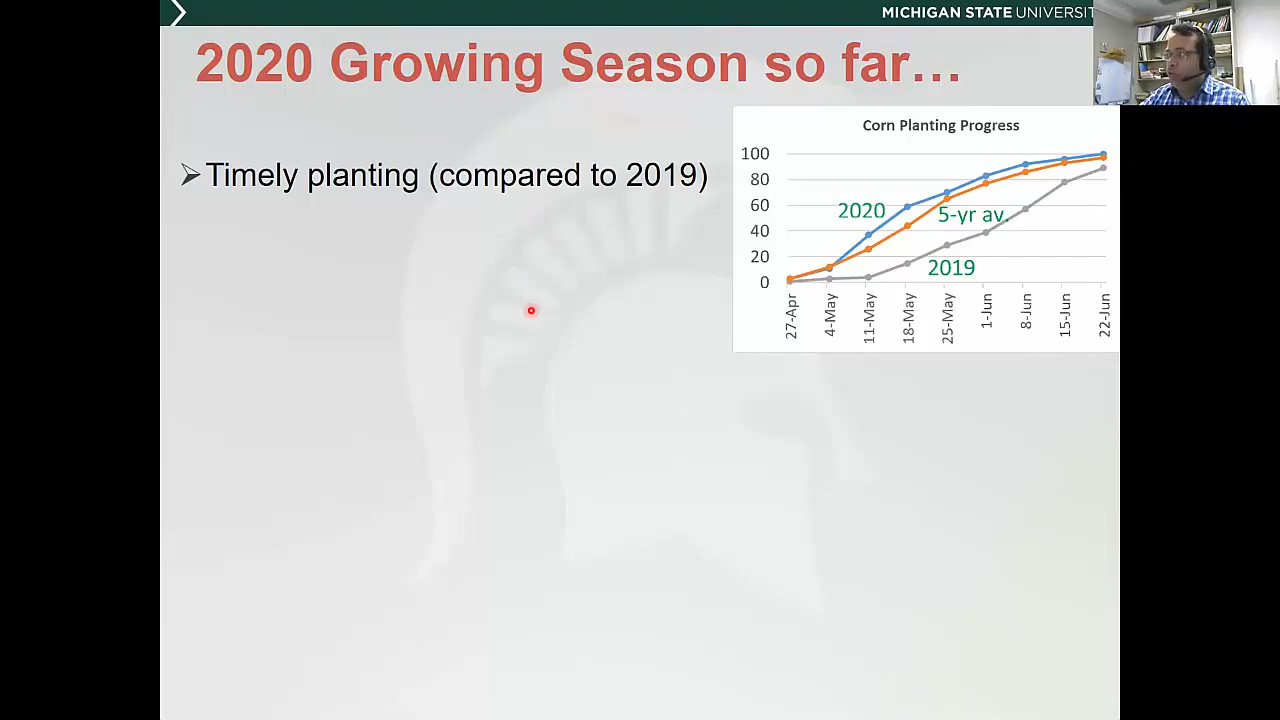 MICHIGAN STATE UNIVERSIT
2020 Growing Season so far…
Timely planting (compared to 2019)
Corn Planting Progress
100
80
60
40
20
0
2020
5-yr av.
2019
27-Apr
4-May
11-May
18-May
25-May
1-Jun
8-Jun
15-Jun
22-Jun